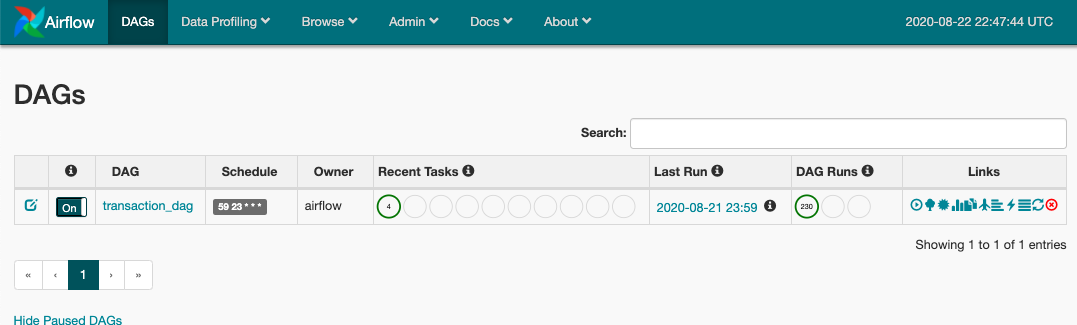 Airflow DAGs Data Profiling Browse Admin Docs About 2020-08-22 22:47:44 UTC
DAGs
Search:
DAG Schedule Owner Recent Tasks Last Run DAG Runs Links
On transaction_dag 59 23 * * * airflow 4 2020-08-21 23:59 230
Showing 1 to 1 of 1 entries
« ‹ 1 › »
Hide Paused DAGs